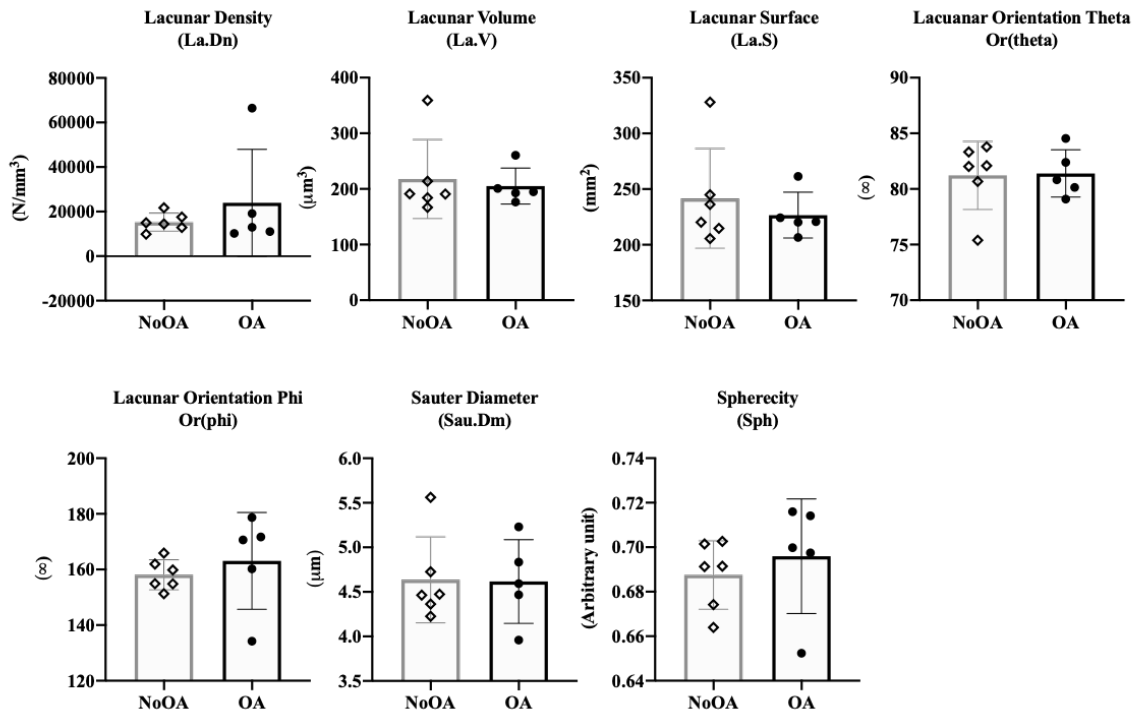 Lacunar Density
(La.Dn)
Lacunar Volume
(La.V)
Lacunar Surface
(La.S)
Lacuanar Orientation Theta
Or(theta)
80000
60000
40000
20000
0
-20000
(N/mm³)
NoOA
OA
400
300
200
100
0
(μm³)
NoOA
OA
350
300
250
200
150
(mm²)
NoOA
OA
90
85
80
75
70
(∞)
NoOA
OA
Lacunar Orientation Phi
Or(phi)
Sauter Diameter
(Sau.Dm)
Spherecity
(Sph)
200
180
160
140
120
(∞)
NoOA
OA
6.0
5.5
5.0
4.5
4.0
3.5
(μm)
NoOA
OA
0.74
0.72
0.70
0.68
0.66
0.64
(Arbitrary unit)
NoOA
OA